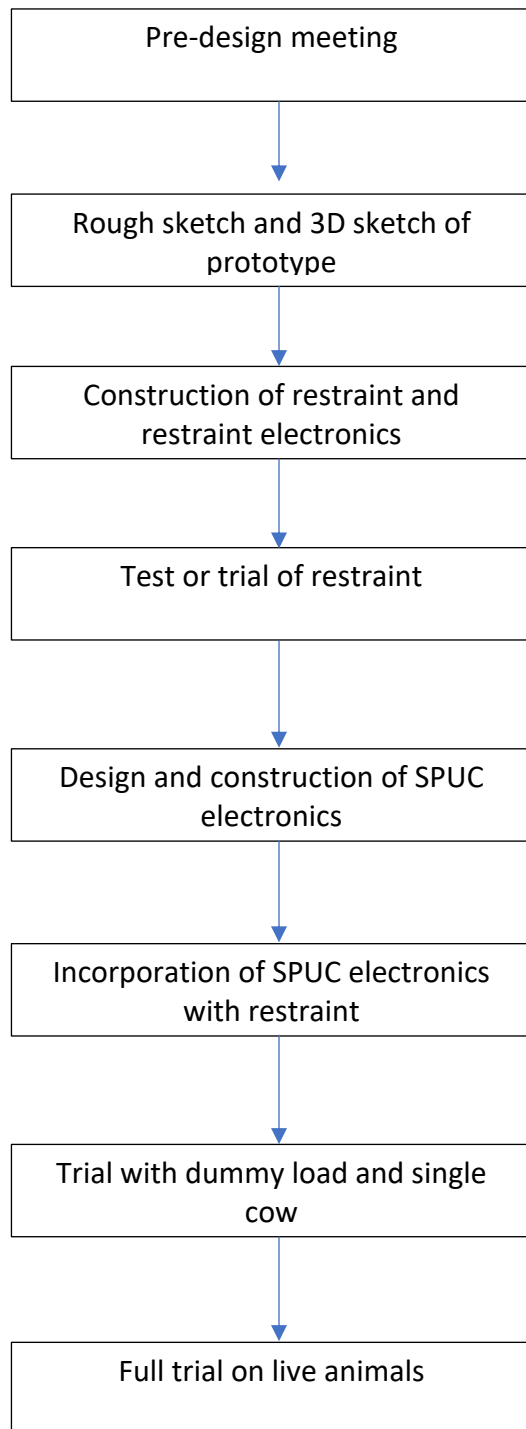 Pre-design meeting
Rough sketch and 3D sketch of
prototype
Construction of restraint and
restraint electronics
Test or trial of restraint
Design and construction of SPUC
electronics
Incorporation of SPUC electronics
with restraint
Trial with dummy load and single
cow
Full trial on live animals